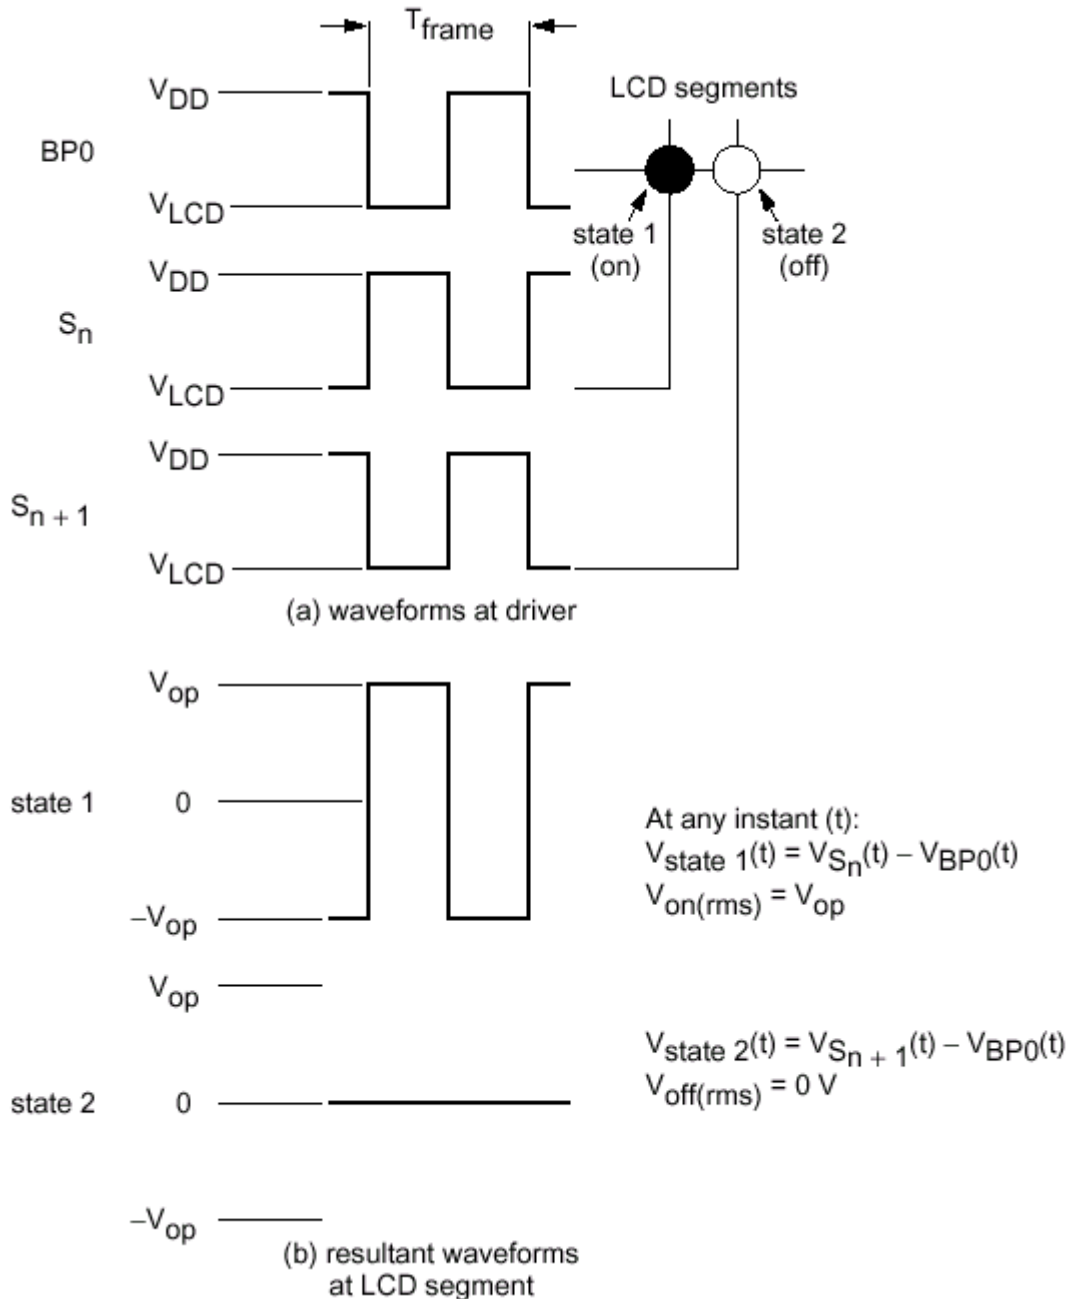 T_frame
V_DD
LCD segments
BP0
V_LCD
state 1
(on)
state 2
(off)
V_DD
S_n
V_LCD
V_DD
S_n + 1
V_LCD
(a) waveforms at driver
V_op
state 1
0
At any instant (t):
V_state 1(t) = V_S_n(t) – V_BP0(t)
V_on(rms) = V_op
–V_op
V_op
V_state 2(t) = V_S_n + 1(t) – V_BP0(t)
V_off(rms) = 0 V
state 2
0
–V_op
(b) resultant waveforms
at LCD segment